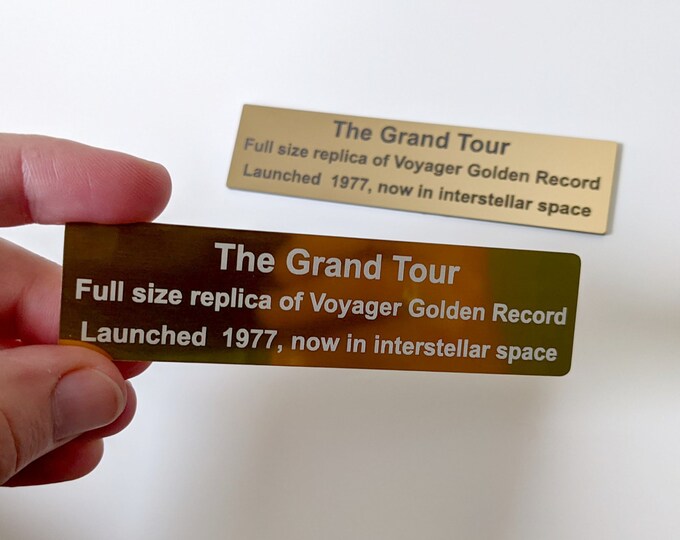 The Grand Tour
Full size replica of Voyager Golden Record
Launched  1977, now in interstellar space
The Grand Tour
Full size replica of Voyager Golden Record
Launched  1977, now in interstellar space